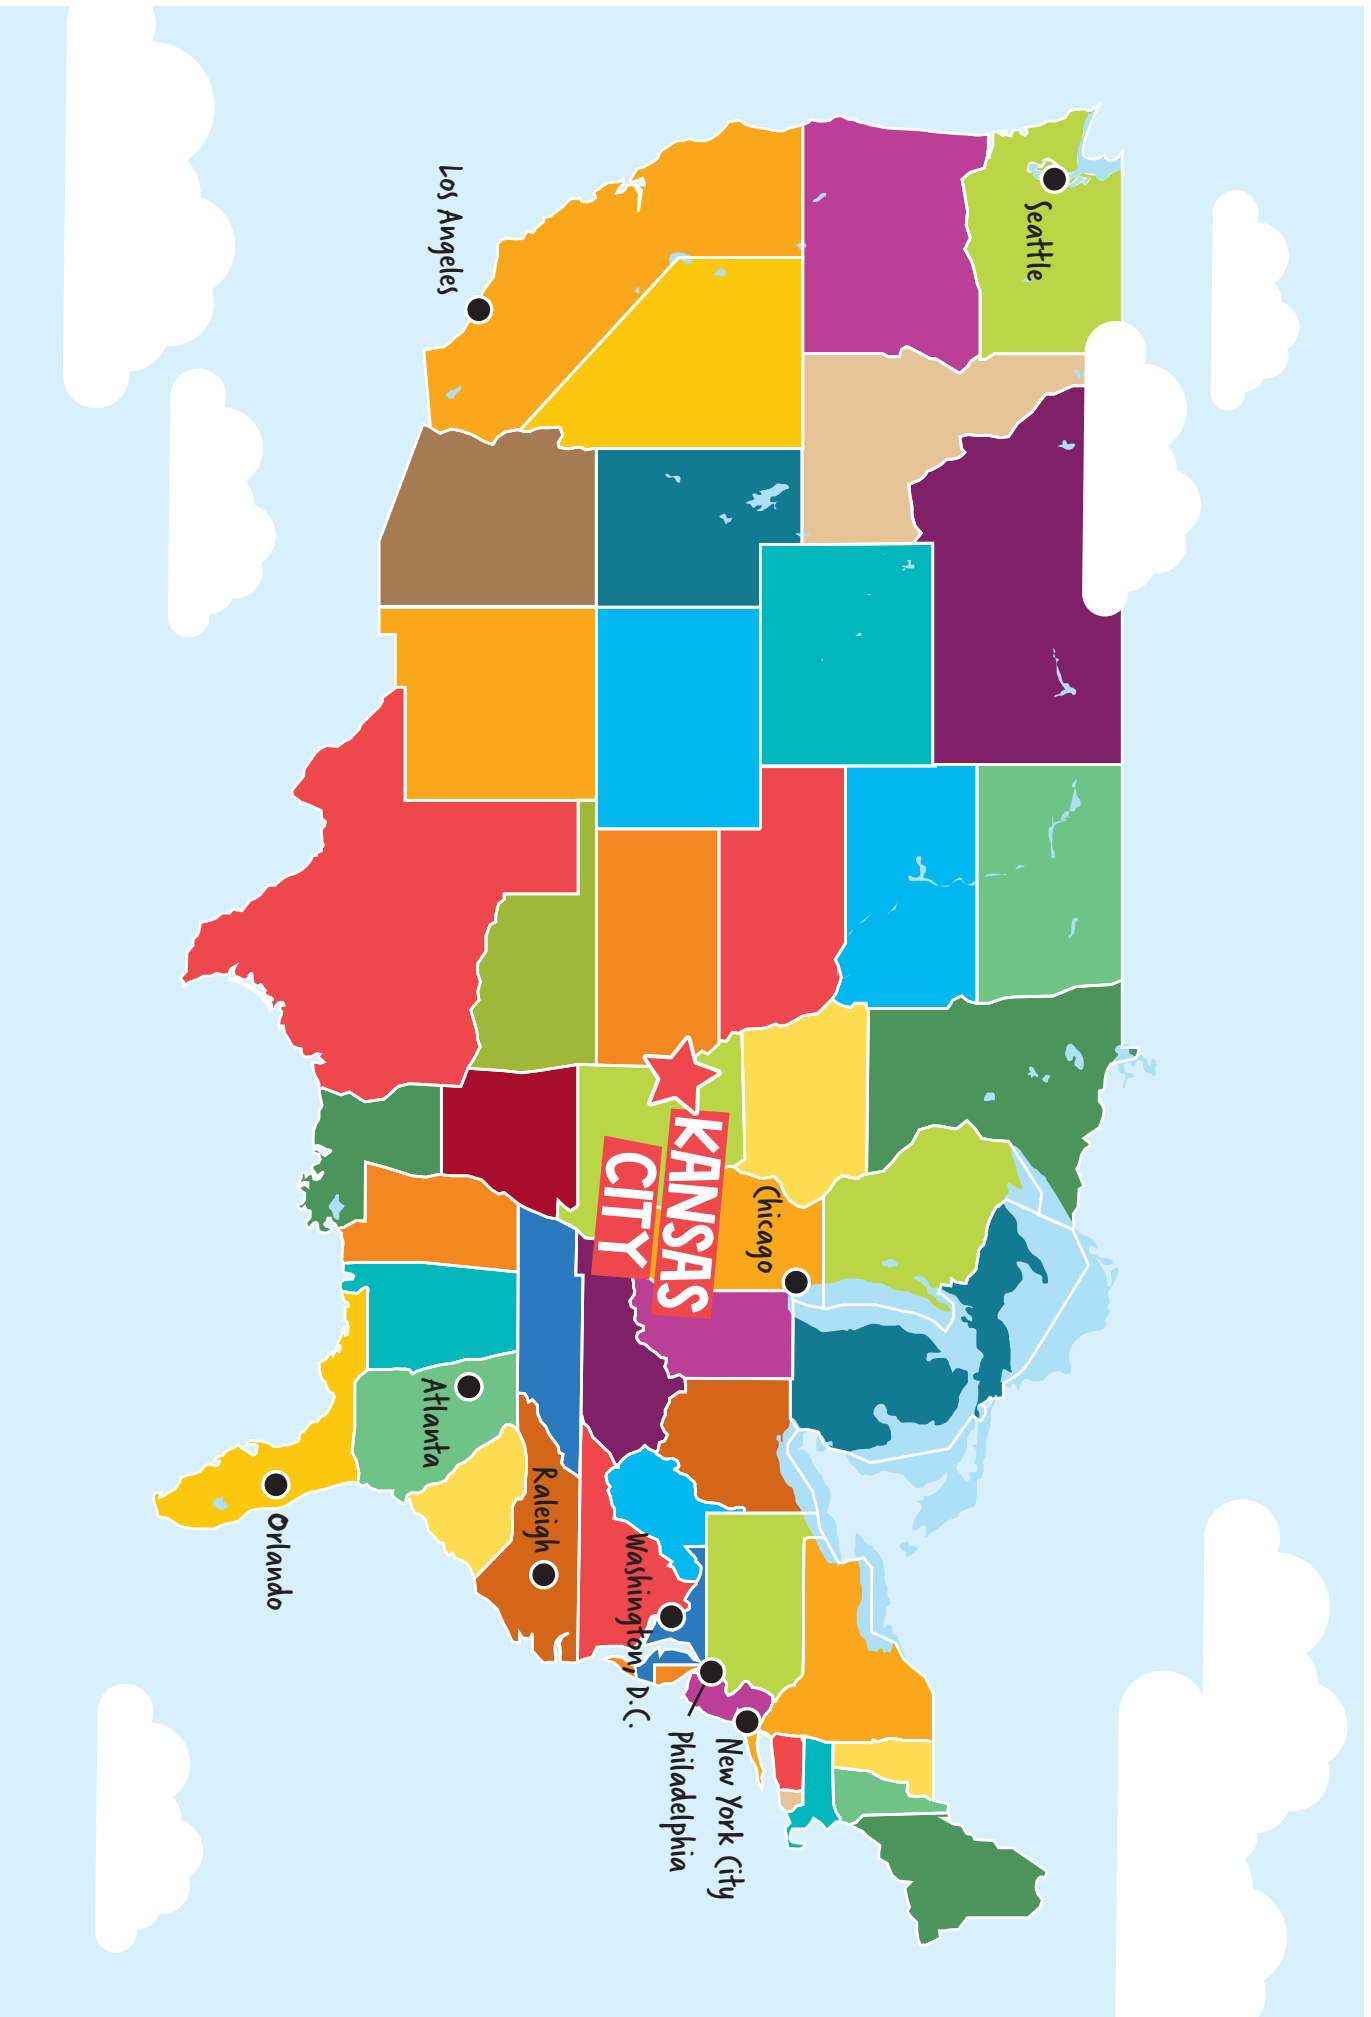 Seattle
Los Angeles
KANSAS
CITY
Chicago
Atlanta
Orlando
Raleigh
Washington, D.C.
Philadelphia
New York City